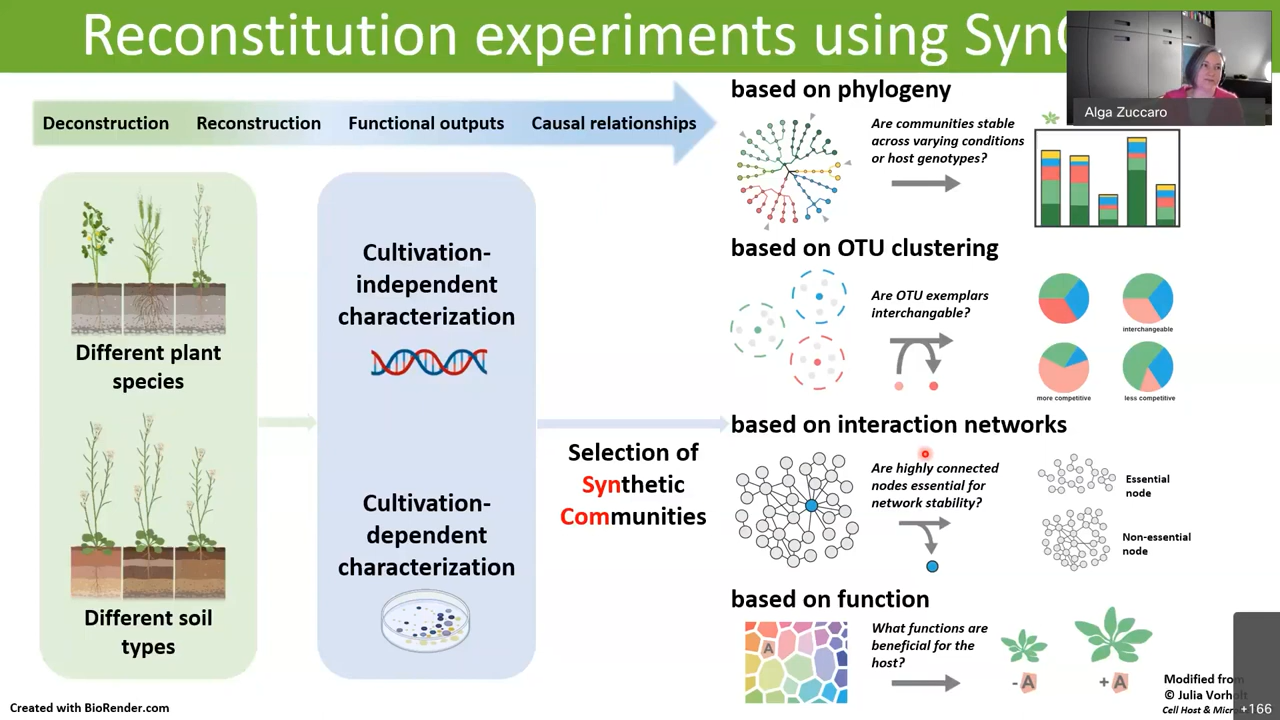 Reconstitution experiments using Syn
Alga Zuccaro
Deconstruction
Reconstruction
Functional outputs
Causal relationships
Different plant
species
Different soil
types
Cultivation-
independent
characterization
Cultivation-
dependent
characterization
Selection of
Synthetic
Communities
based on phylogeny
Are communities stable
across varying conditions
or host genotypes?
based on OTU clustering
Are OTU exemplars
interchangeable?
interchangeable
more competitive
less competitive
based on interaction networks
Are highly connected
nodes essential for
network stability?
Essential
node
Non-essential
node
based on function
A
What functions are
beneficial for the
host?
- A
+ A
Modified from
© Julia Vorholt
Cell Host & Micr
+166
Created with BioRender.com